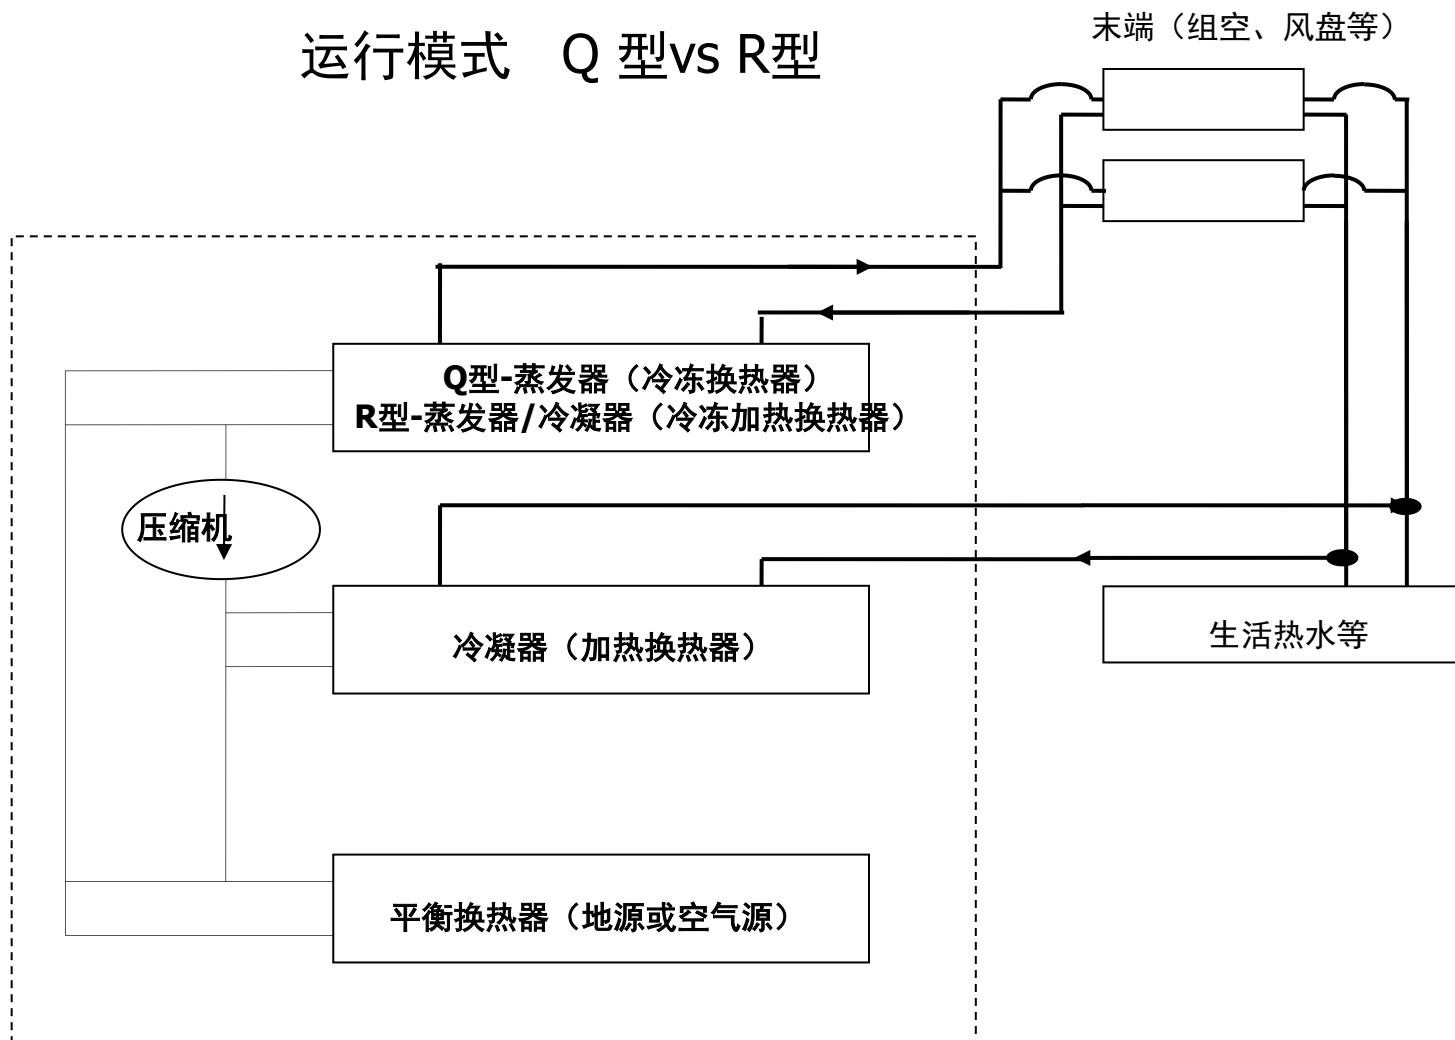 末端（组空、风盘等）
运行模式 Q 型vs R型
Q型-蒸发器（冷冻换热器）
R型-蒸发器/冷凝器（冷冻加热换热器）
压缩机
冷凝器（加热换热器）
生活热水等
平衡换热器（地源或空气源）